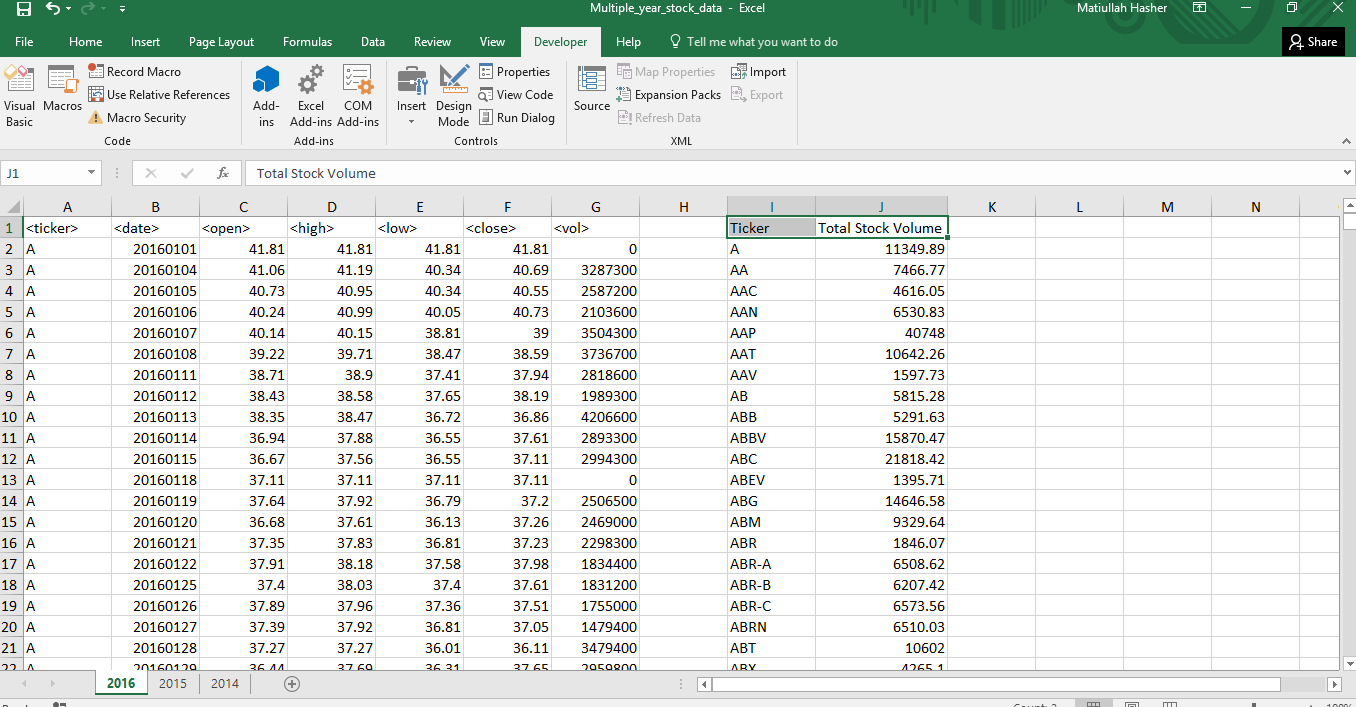 Multiple_year_stock_data - Excel Matiullah Hasher
File Home Insert Page Layout Formulas Data Review View Developer Help Tell me what you want to do Share
Record Macro Properties Map Properties Import
Use Relative References View Code Expansion Packs Export
Visual Basic Macros Macro Security Add-ins Excel Add-ins COM Add-ins Insert Design Mode Run Dialog Source Refresh Data
Code Add-ins Controls XML
J1 fx Total Stock Volume
A B C D E F G H I J K L M N
1 <ticker> <date> <open> <high> <low> <close> <vol> Ticker Total Stock Volume
2 A 20160101 41.81 41.81 41.81 41.81 0 A 11349.89
3 A 20160104 41.06 41.19 40.34 40.69 3287300 AA 7466.77
4 A 20160105 40.73 40.95 40.34 40.55 2587200 AAC 4616.05
5 A 20160106 40.24 40.99 40.05 40.73 2103600 AAN 6530.83
6 A 20160107 40.14 40.15 38.81 39 3504300 AAP 40748
7 A 20160108 39.22 39.71 38.47 38.59 3736700 AAT 10642.26
8 A 20160111 38.71 38.9 37.41 37.94 2818600 AAV 1597.73
9 A 20160112 38.43 38.58 37.65 38.19 1989300 AB 5815.28
10 A 20160113 38.35 38.47 36.72 36.86 4206600 ABB 5291.63
11 A 20160114 36.94 37.88 36.55 37.61 2893300 ABBV 15870.47
12 A 20160115 36.67 37.56 36.55 37.11 2994300 ABC 21818.42
13 A 20160118 37.11 37.11 37.11 37.11 0 ABEV 1395.71
14 A 20160119 37.64 37.92 36.79 37.2 2506500 ABG 14646.58
15 A 20160120 36.68 37.61 36.13 37.26 2469000 ABM 9329.64
16 A 20160121 37.35 37.83 36.81 37.23 2298300 ABR 1846.07
17 A 20160122 37.91 38.18 37.58 37.98 1834400 ABR-A 6508.62
18 A 20160125 37.4 38.03 37.4 37.61 1831200 ABR-B 6207.42
19 A 20160126 37.89 37.96 37.36 37.51 1755000 ABR-C 6573.56
20 A 20160127 37.39 37.92 36.81 37.05 1479400 ABRN 6510.03
21 A 20160128 37.27 37.27 36.01 36.11 3479400 ABT 10602
22 A 20160129 36.44 37.69 36.31 37.65 2959800 ABX 4265.1
2016 2015 2014